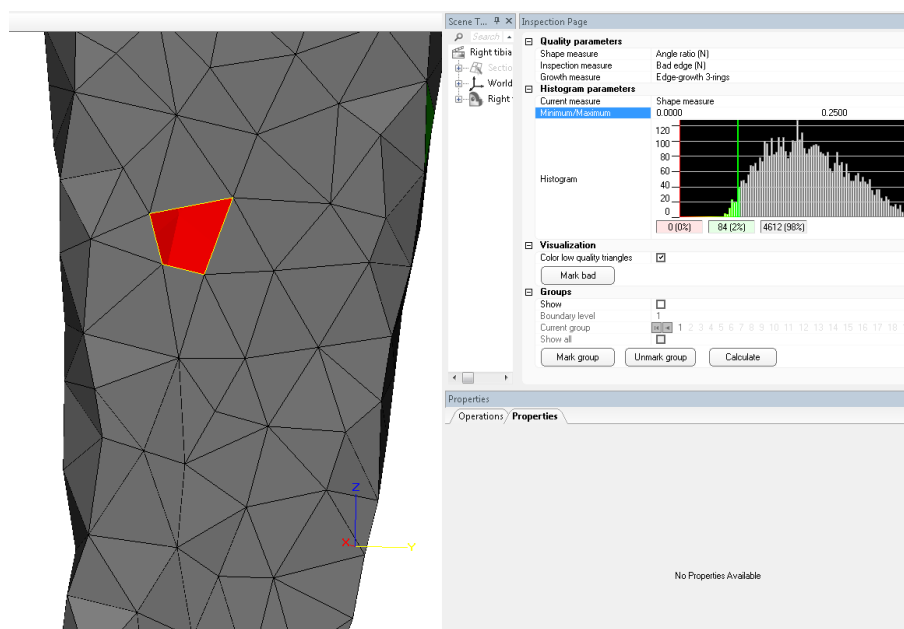 Scene T...
Inspection Page
Search
Right tibia
Sectio
World
Right
Quality parameters
Shape measure Angle ratio (N)
Inspection measure Bad edge (N)
Growth measure Edge-growth 3-rings
Histogram parameters
Current measure Shape measure
Minimum/Maximum 0.0000 0.2500
Histogram
120
100
80
60
40
20
0
0 (0%) 84 (2%) 4612 (98%)
Visualization
Color low quality triangles
Mark bad
Groups
Show
Boundary level 1
Current group 1 2 3 4 5 6 7 8 9 10 11 12 13 14 15 16 17 18
Show all
Mark group Unmark group Calculate
Properties
Operations Properties
No Properties Available
Z
X
Y